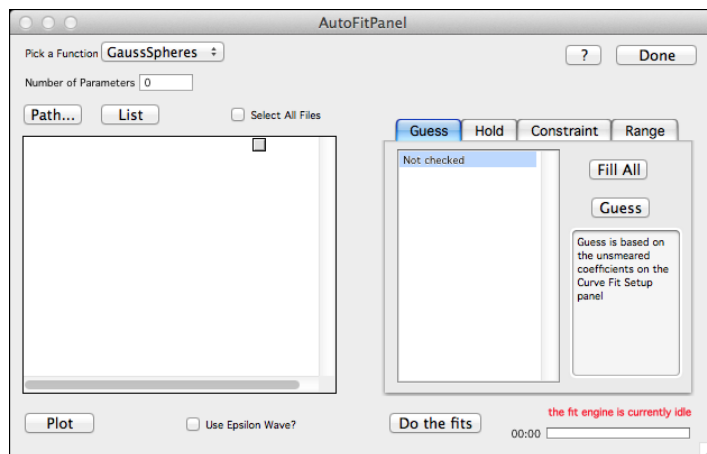 AutoFitPanel
Pick a Function GaussSpheres
? Done
Number of Parameters 0
Path... List Select All Files
Guess Hold Constraint Range
Not checked
Fill All
Guess
Guess is based on
the unsmeared
coefficients on the
Curve Fit Setup
panel
Plot
Use Epsilon Wave?
Do the fits
the fit engine is currently idle
00:00